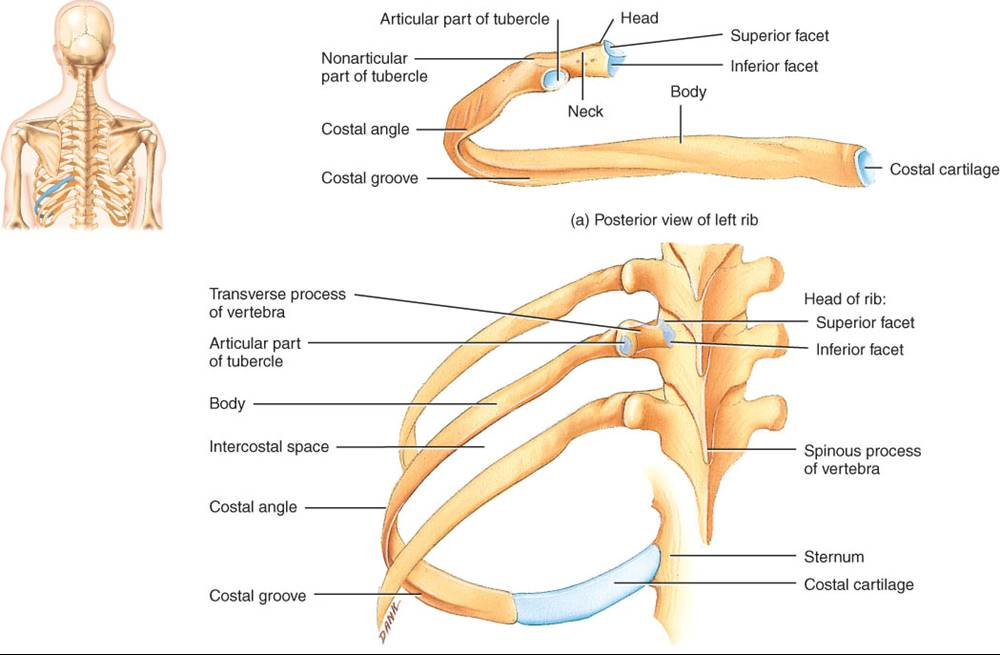 Articular part of tubercle
Head
Superior facet
Nonarticular
part of tubercle
Inferior facet
Body
Neck
Costal angle
Costal groove
Costal cartilage
(a) Posterior view of left rib
Transverse process
of vertebra
Head of rib:
Superior facet
Articular part
of tubercle
Inferior facet
Body
Intercostal space
Spinous process
of vertebra
Costal angle
Sternum
Costal cartilage
Costal groove
DANK